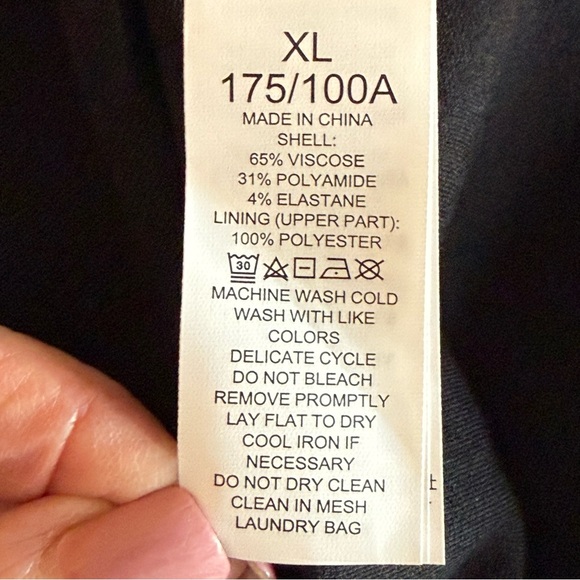 XL
175/100A
MADE IN CHINA
SHELL:
65% VISCOSE
31% POLYAMIDE
4% ELASTANE
LINING (UPPER PART):
100% POLYESTER
30
MACHINE WASH COLD
WASH WITH LIKE
COLORS
DELICATE CYCLE
DO NOT BLEACH
REMOVE PROMPTLY
LAY FLAT TO DRY
COOL IRON IF
NECESSARY
DO NOT DRY CLEAN
CLEAN IN MESH
LAUNDRY BAG